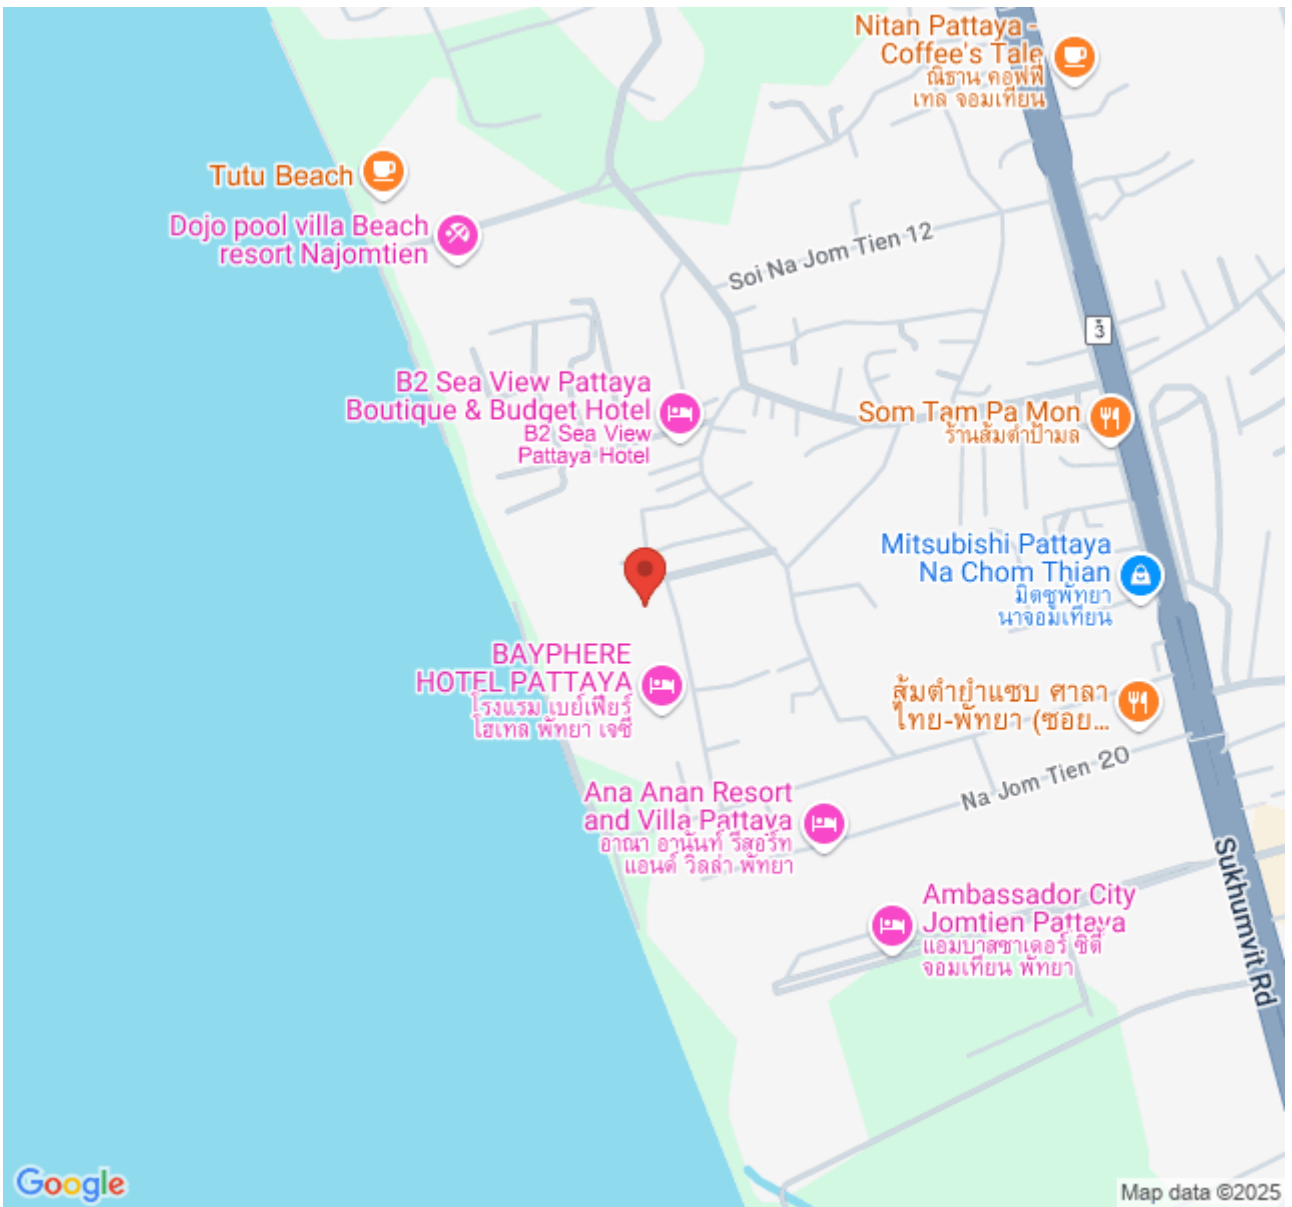 Nitan Pattaya -
Coffee's Tale
ณิธาน คอฟฟี่
เทล จอมเทียน
Tutu Beach
Dojo pool villa Beach
resort Najomtien
Soi Na Jom Tien 12
3
B2 Sea View Pattaya
Boutique & Budget Hotel
B2 Sea View
Pattaya Hotel
Som Tam Pa Mon
ร้านส้มตำป้ามล
Mitsubishi Pattaya
Na Chom Thian
มิตซูพัทยา
นาจอมเทียน
BAYPHERE
HOTEL PATTAYA
โรงแรม เบย์เฟียร์
โฮเทล พัทยา เจซี
ส้มตำยำแซบ ศาลา
ไทย-พัทยา (ซอย...
Na Jom Tien 20
Ana Anan Resort
and Villa Pattaya
อาณา อานันท์ รีสอร์ท
แอนด์ วิลล่า พัทยา
Sukhumvit Rd
Ambassador City
Jomtien Pattaya
แอมบาสซาเดอร์ ซิตี้
จอมเทียน พัทยา
Google
Map data ©2025